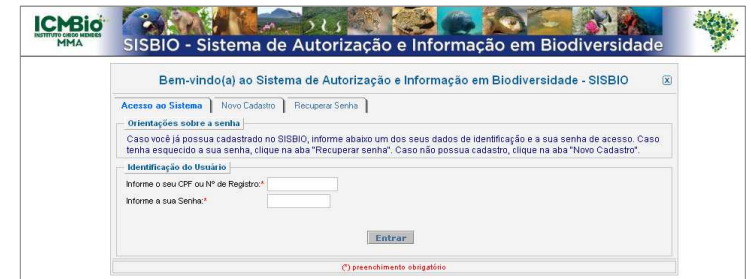 ICMBio
INSTITUTO CHICO MENDES
MMA
SISBIO - Sistema de Autorização e Informação em Biodiversidade
Bem-vindo(a) ao Sistema de Autorização e Informação em Biodiversidade - SISBIO
Acesso ao Sistema Novo Cadastro Recuperar Senha
Orientações sobre a senha
Caso você já possua cadastrado no SISBIO, informe abaixo um dos seus dados de identificação e a sua senha de acesso. Caso
tenha esquecido a sua senha, clique na aba "Recuperar senha". Caso não possua cadastro, clique na aba "Novo Cadastro".
Identificação do Usuário
Informe o seu CPF ou Nº de Registro:*
Informe a sua Senha:*
Entrar
(*) preenchimento obrigatório